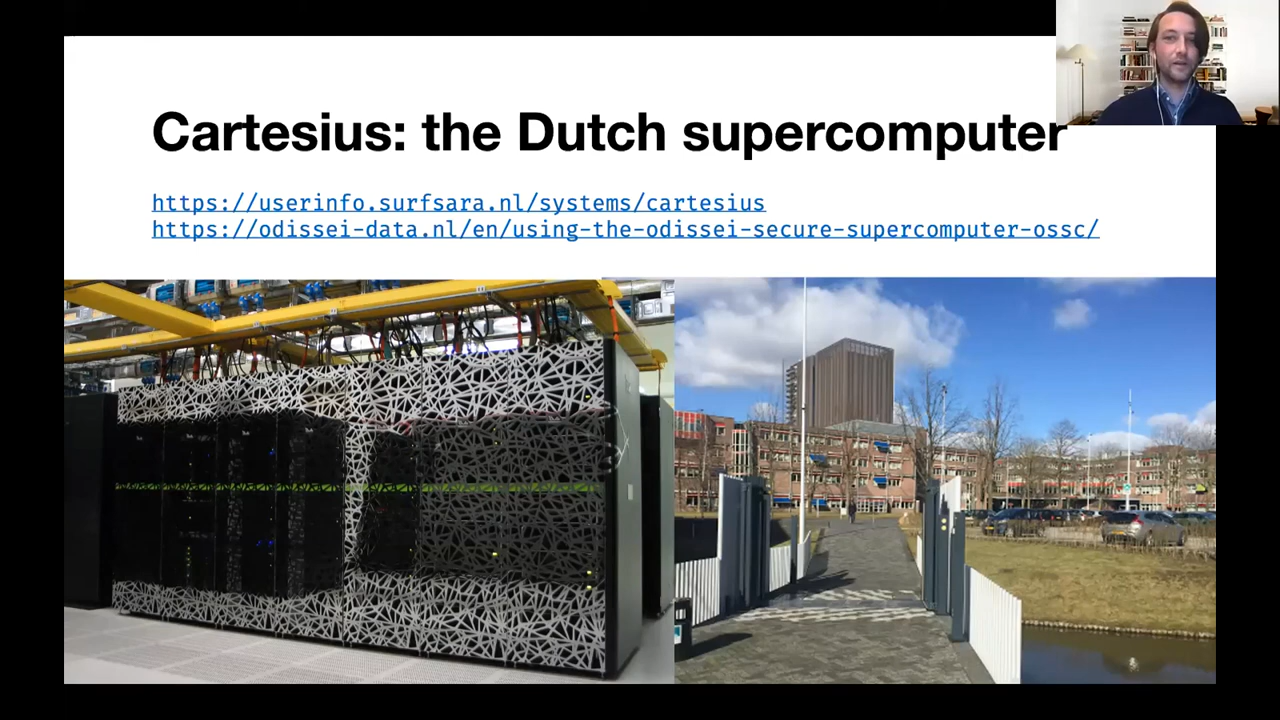 Cartesius: the Dutch supercomputer
https://userinfo.surfsara.nl/systems/cartesius
https://odissei-data.nl/en/using-the-odissei-secure-supercomputer-ossc/